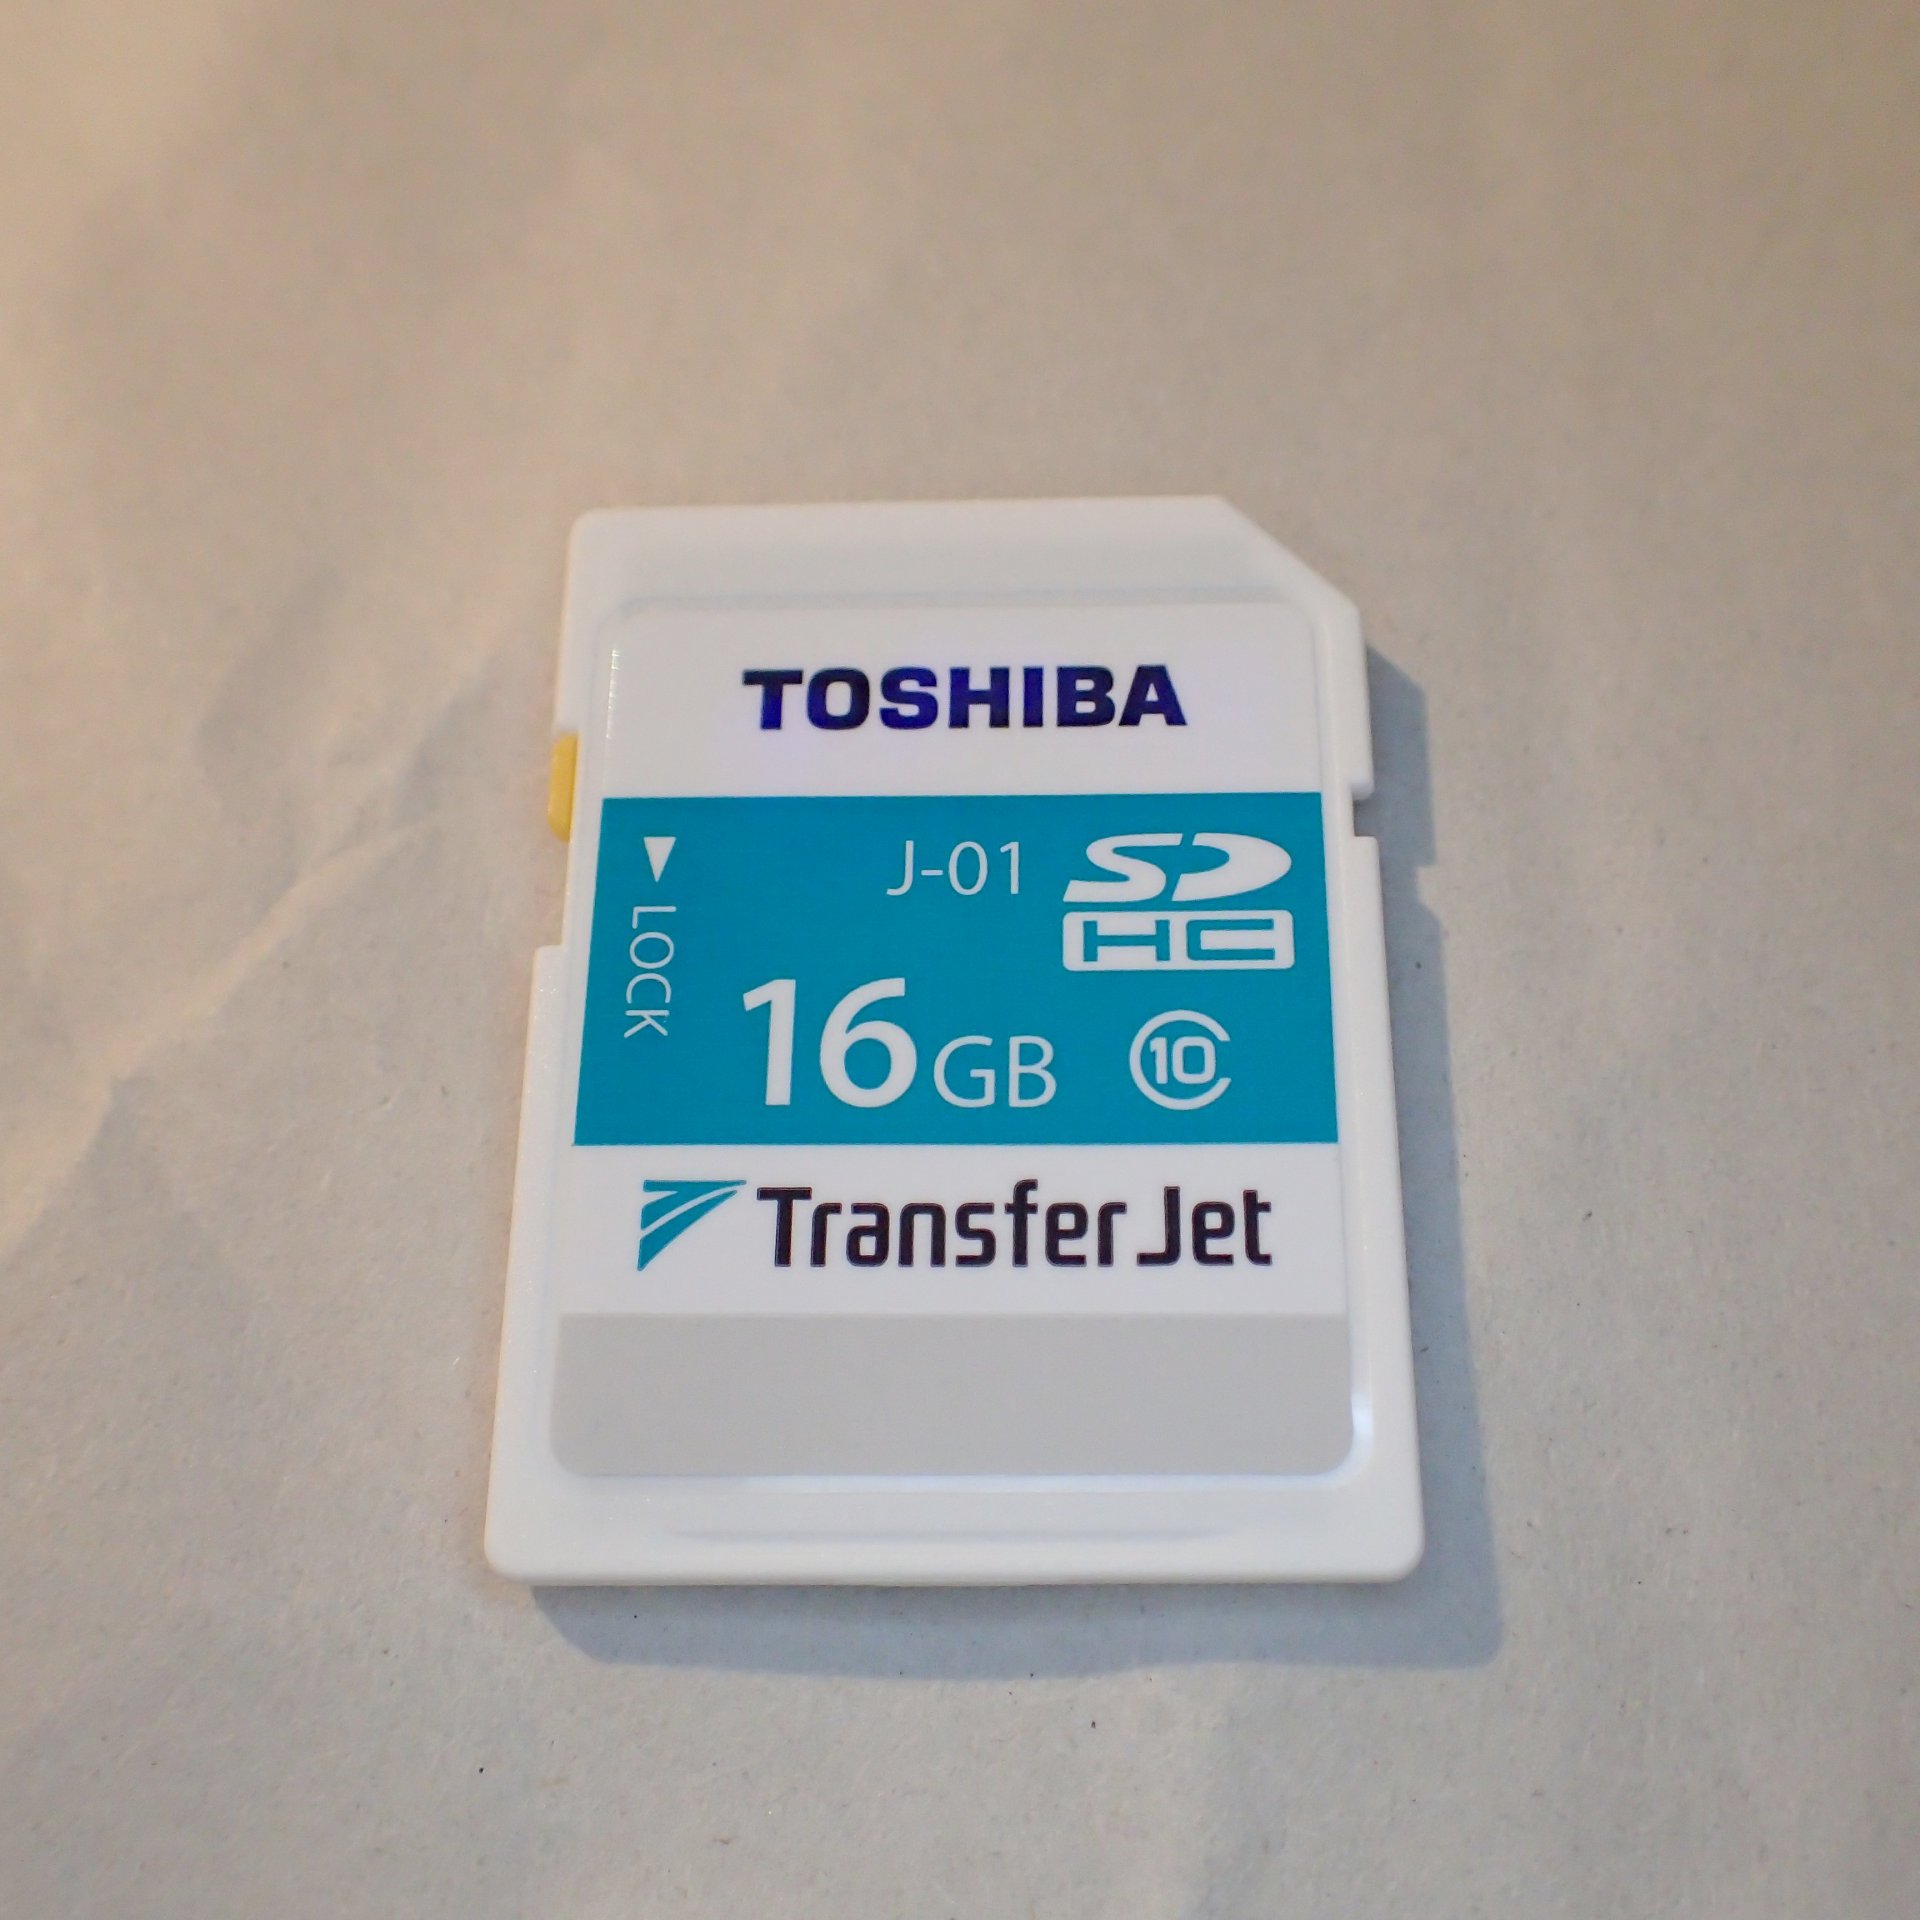 TOSHIBA
J-01
SD
HC
LOCK
16GB
10
TransferJet